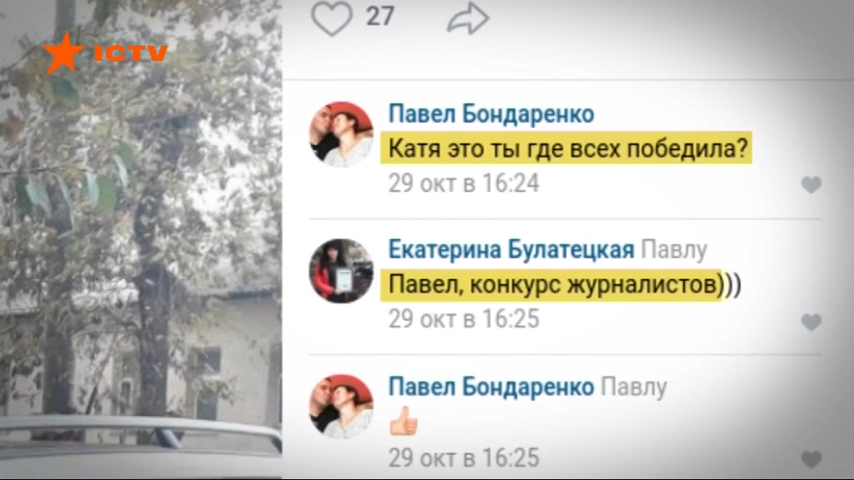 ICTV
27
Павел Бондаренко
Катя это ты где всех победила?
29 окт в 16:24
Екатерина Булатецкая Павлу
Павел, конкурс журналистов)))
29 окт в 16:25
Павел Бондаренко Павлу
29 окт в 16:25